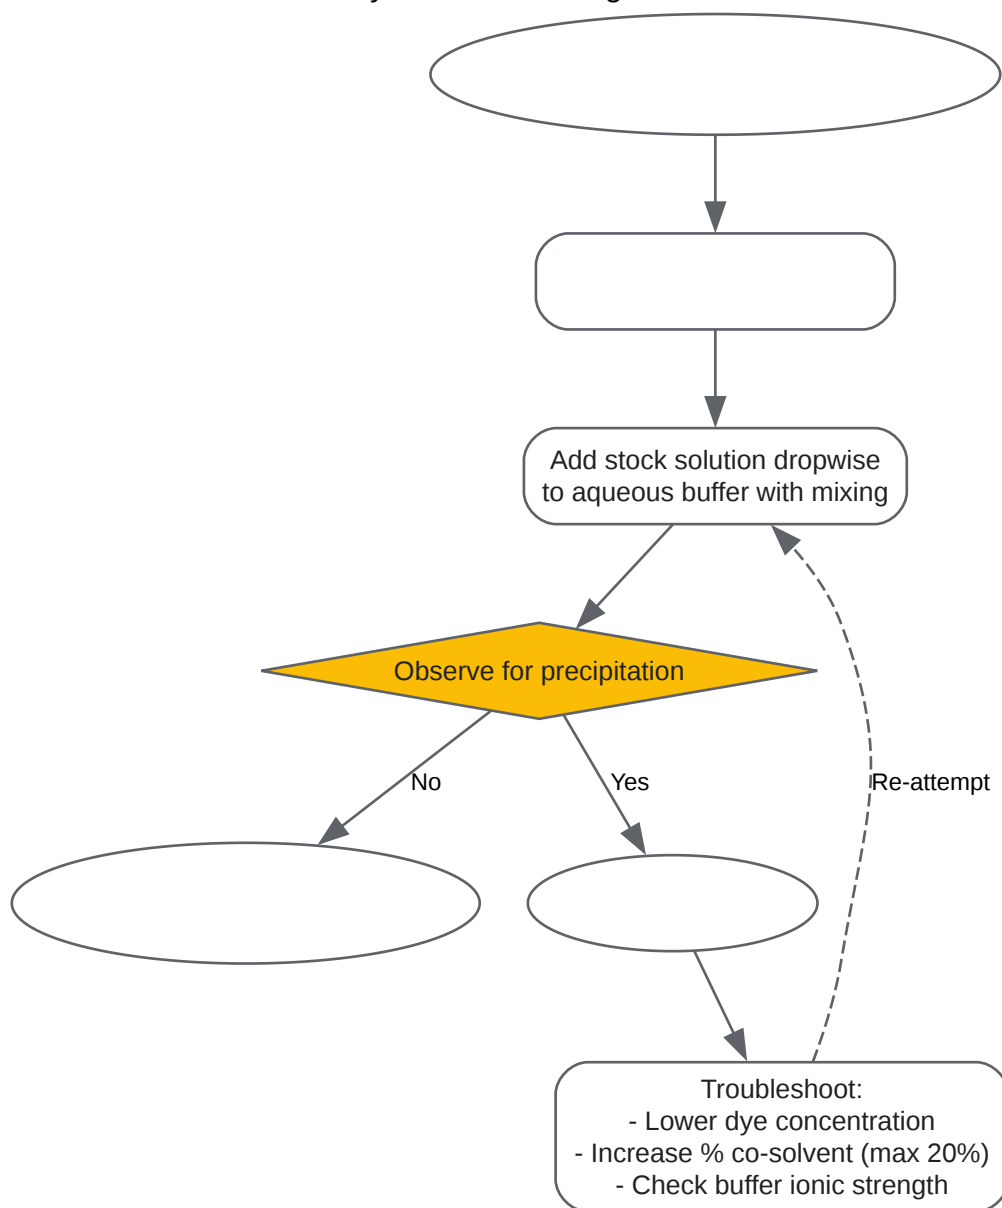 Add stock solution dropwise
to aqueous buffer with mixing
Observe for precipitation
No
Yes
Re-attempt
Troubleshoot:
- Lower dye concentration
- Increase % co-solvent (max 20%)
- Check buffer ionic strength